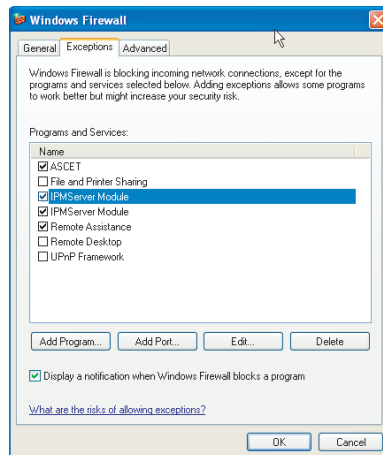 Windows Firewall
General Exceptions Advanced
Windows Firewall is blocking incoming network connections, except for the
programs and services selected below. Adding exceptions allows some programs
to work better but might increase your security risk.
Programs and Services:
Name
ASCET
File and Printer Sharing
IPMServer Module
IPMServer Module
Remote Assistance
Remote Desktop
UPnP Framework
Add Program... Add Port... Edit... Delete
Display a notification when Windows Firewall blocks a program
What are the risks of allowing exceptions?
OK Cancel